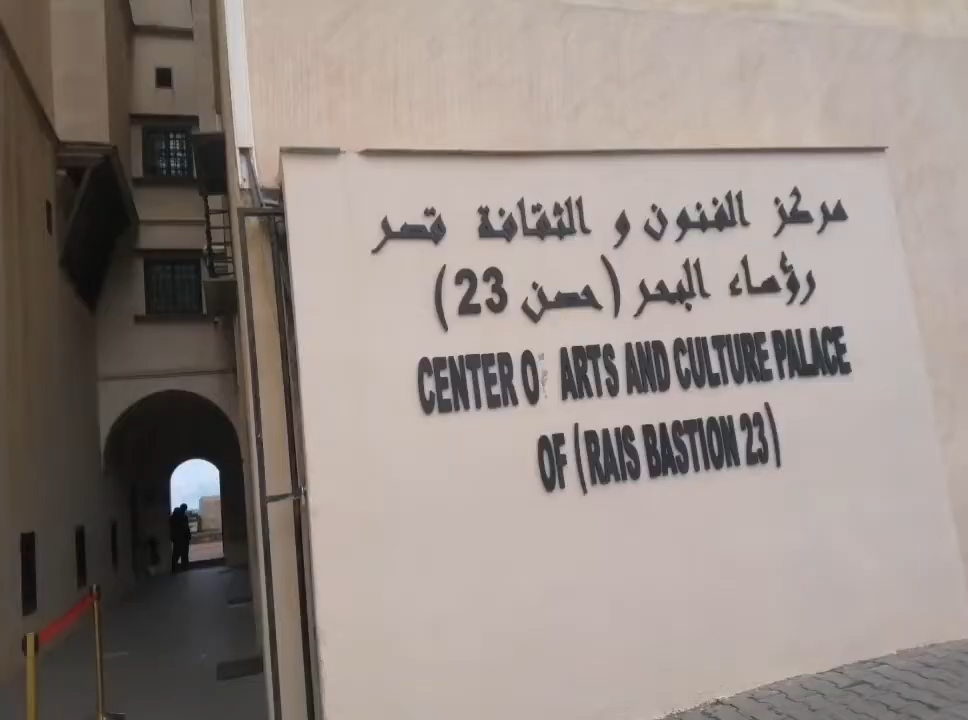 مركز الفنون و الثقافة قصر
رؤساء البحر (حصن 23)
CENTER O ARTS AND CULTURE PALACE
OF (RAIS BASTION 23)